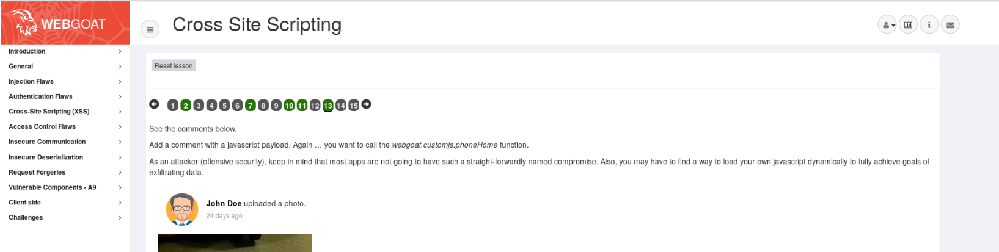 WEBGOAT
Cross Site Scripting
Introduction
General
Injection Flaws
Authentication Flaws
Cross-Site Scripting (XSS)
Access Control Flaws
Insecure Communication
Insecure Deserialization
Request Forgeries
Vulnerable Components - A9
Client side
Challenges
Reset lesson
1 2 3 4 5 6 7 8 9 10 11 12 13 14 15
See the comments below.
Add a comment with a javascript payload. Again … you want to call the webgoat.customjs.phoneHome function.
As an attacker (offensive security), keep in mind that most apps are not going to have such a straight-forwardly named compromise. Also, you may have to find a way to load your own javascript dynamically to fully achieve goals of
exfiltrating data.
John Doe uploaded a photo.
24 days ago